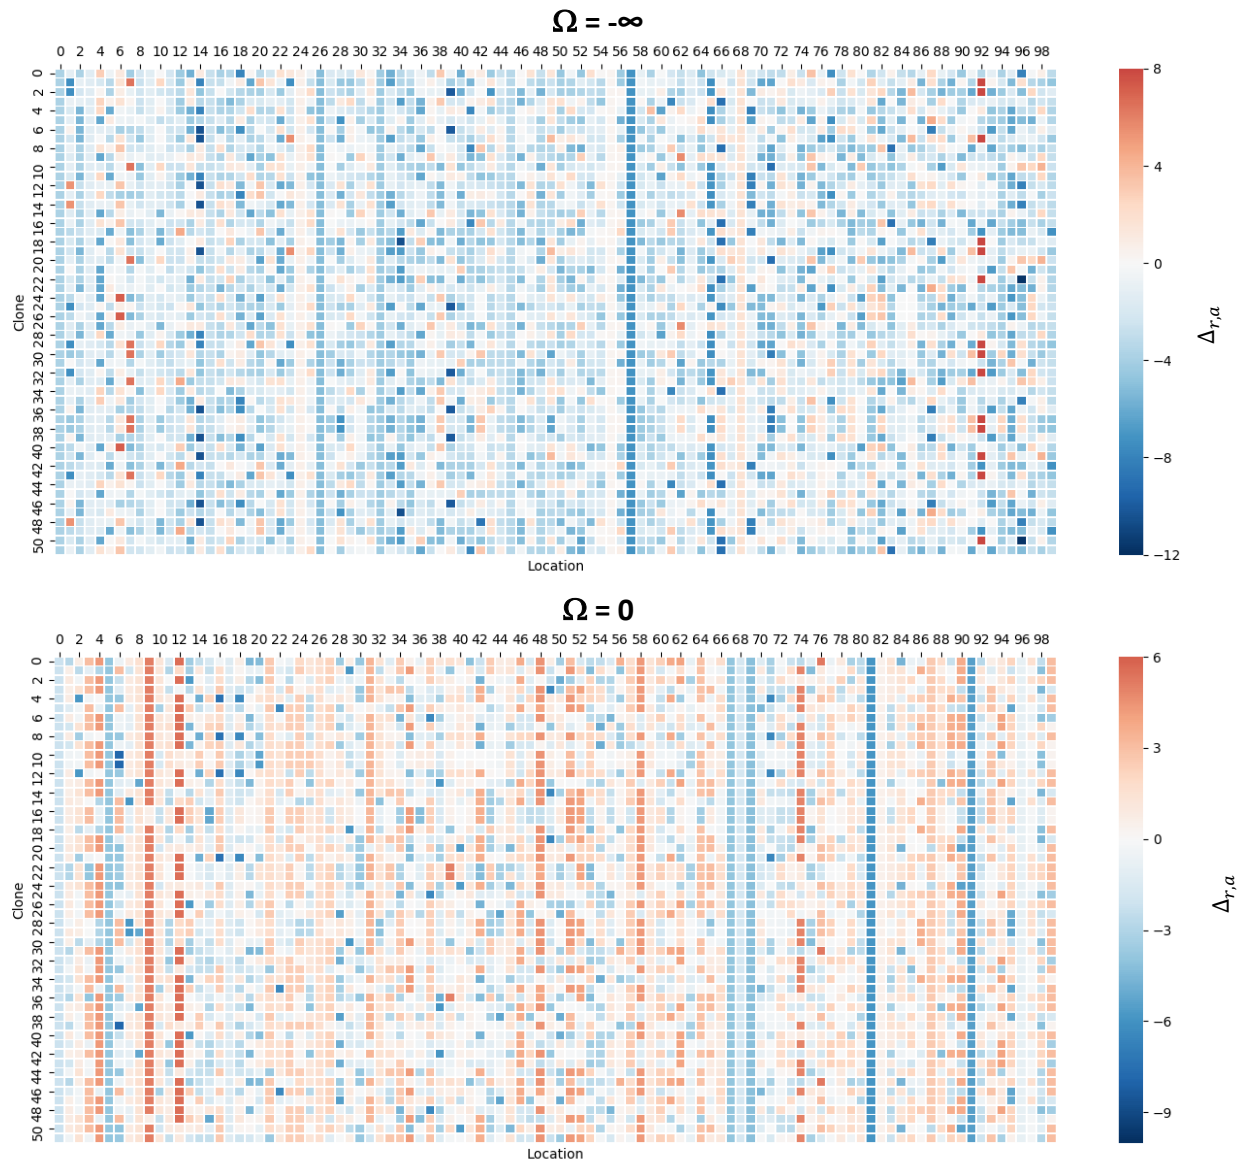 Ω = -∞
0 2 4 6 8 10 12 14 16 18 20 22 24 26 28 30 32 34 36 38 40 42 44 46 48 50 52 54 56 58 60 62 64 66 68 70 72 74 76 78 80 82 84 86 88 90 92 94 96 98
0 2 4 6 8 10 12 14 16 18 20 22 24 26 28 30 32 34 36 38 40 42 44 46 48 50
Clone
Location
8
4
0
−4
−8
−12
Δr,a
Ω = 0
0 2 4 6 8 10 12 14 16 18 20 22 24 26 28 30 32 34 36 38 40 42 44 46 48 50 52 54 56 58 60 62 64 66 68 70 72 74 76 78 80 82 84 86 88 90 92 94 96 98
0 2 4 6 8 10 12 14 16 18 20 22 24 26 28 30 32 34 36 38 40 42 44 46 48 50
Clone
Location
6
3
0
−3
−6
−9
Δr,a